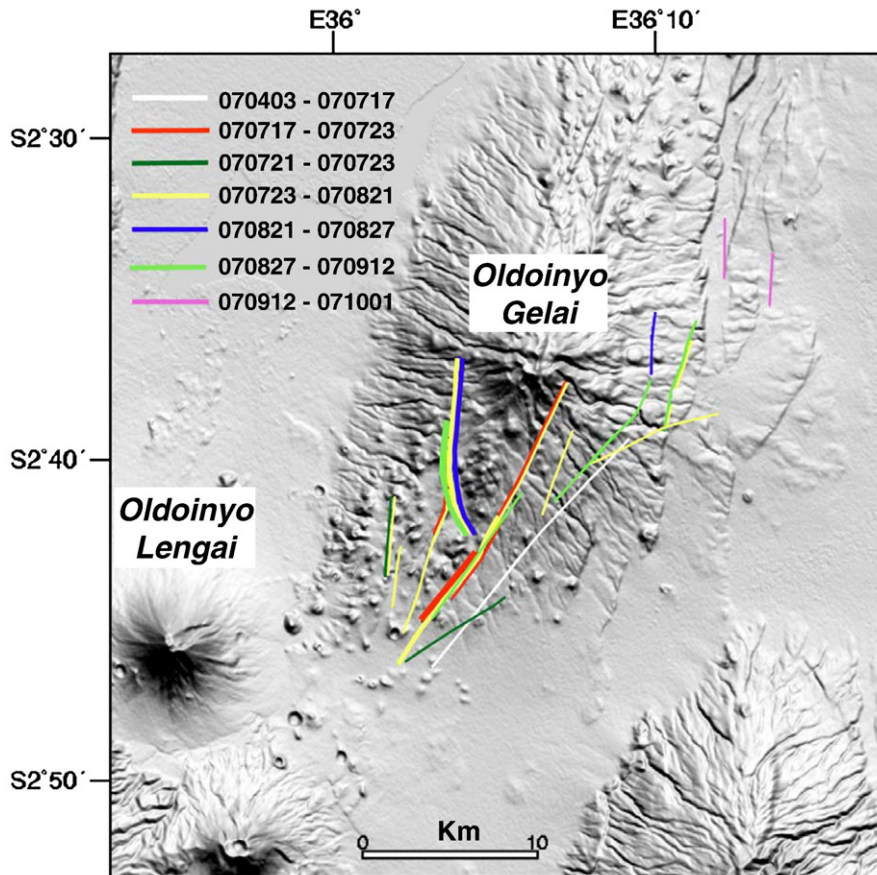 E36˚
E36˚10´
S2˚30´
S2˚40´
S2˚50´
070403 - 070717
070717 - 070723
070721 - 070723
070723 - 070821
070821 - 070827
070827 - 070912
070912 - 071001
Oldoinyo
Gelai
Oldoinyo
Lengai
Km
0
10